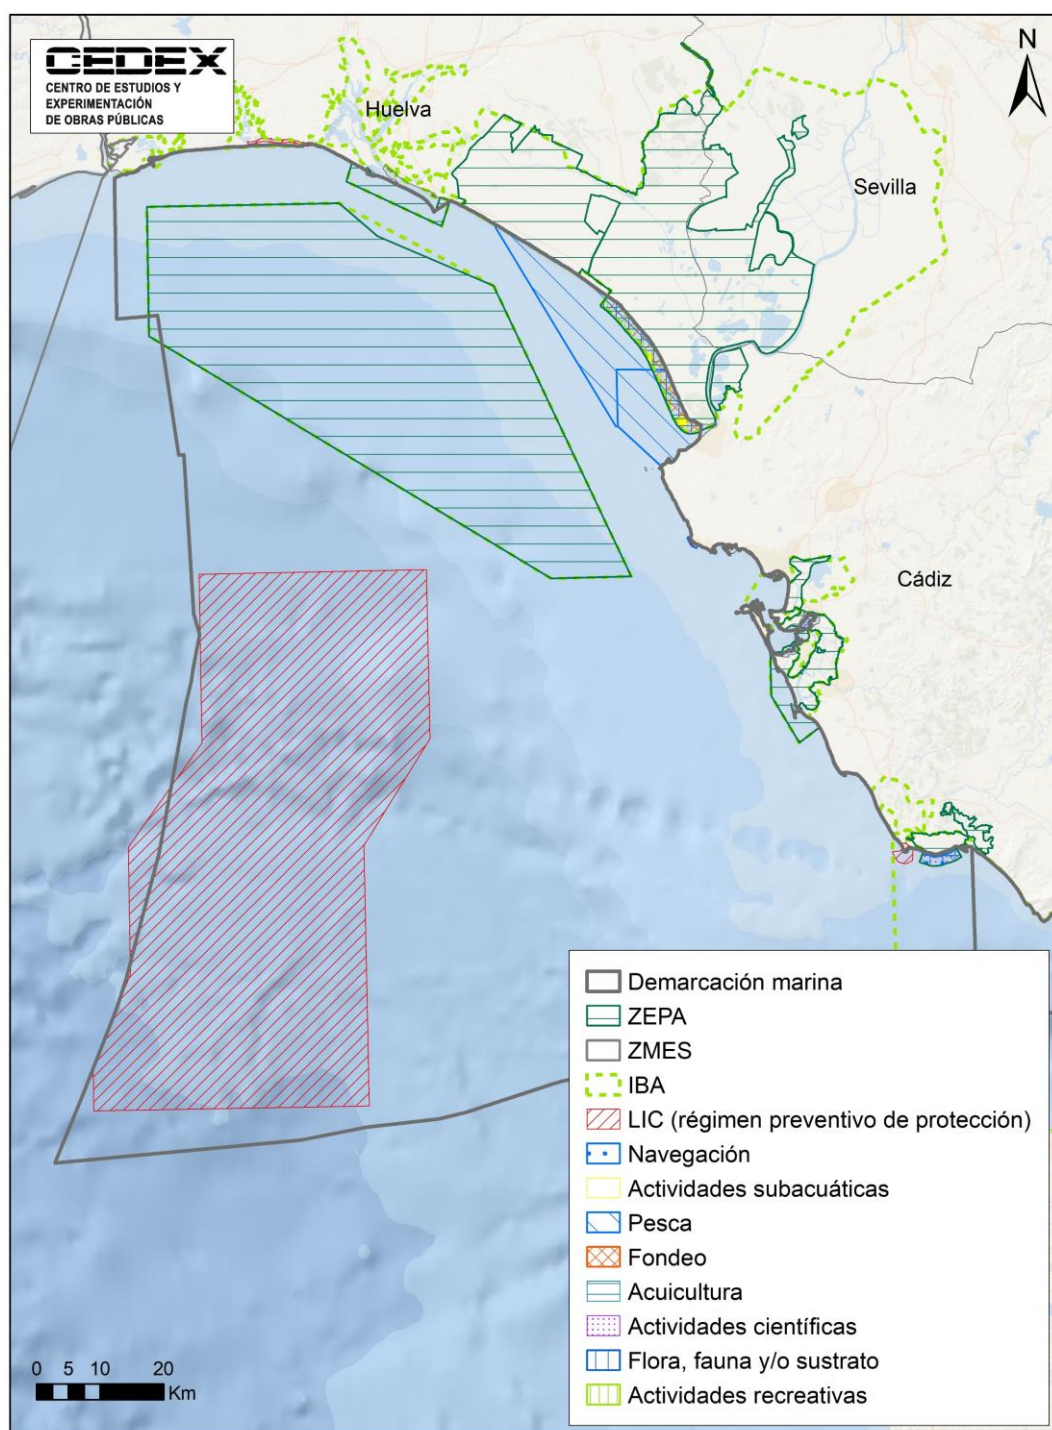 CEDEX
CENTRO DE ESTUDIOS Y
EXPERIMENTACIÓN
DE OBRAS PÚBLICAS
N
Huelva
Sevilla
Cádiz
Demarcación marina
ZEPA
ZMES
IBA
LIC (régimen preventivo de protección)
Navegación
Actividades subacuáticas
Pesca
Fondeo
Acuicultura
Actividades científicas
Flora, fauna y/o sustrato
Actividades recreativas
0 5 10 20
Km